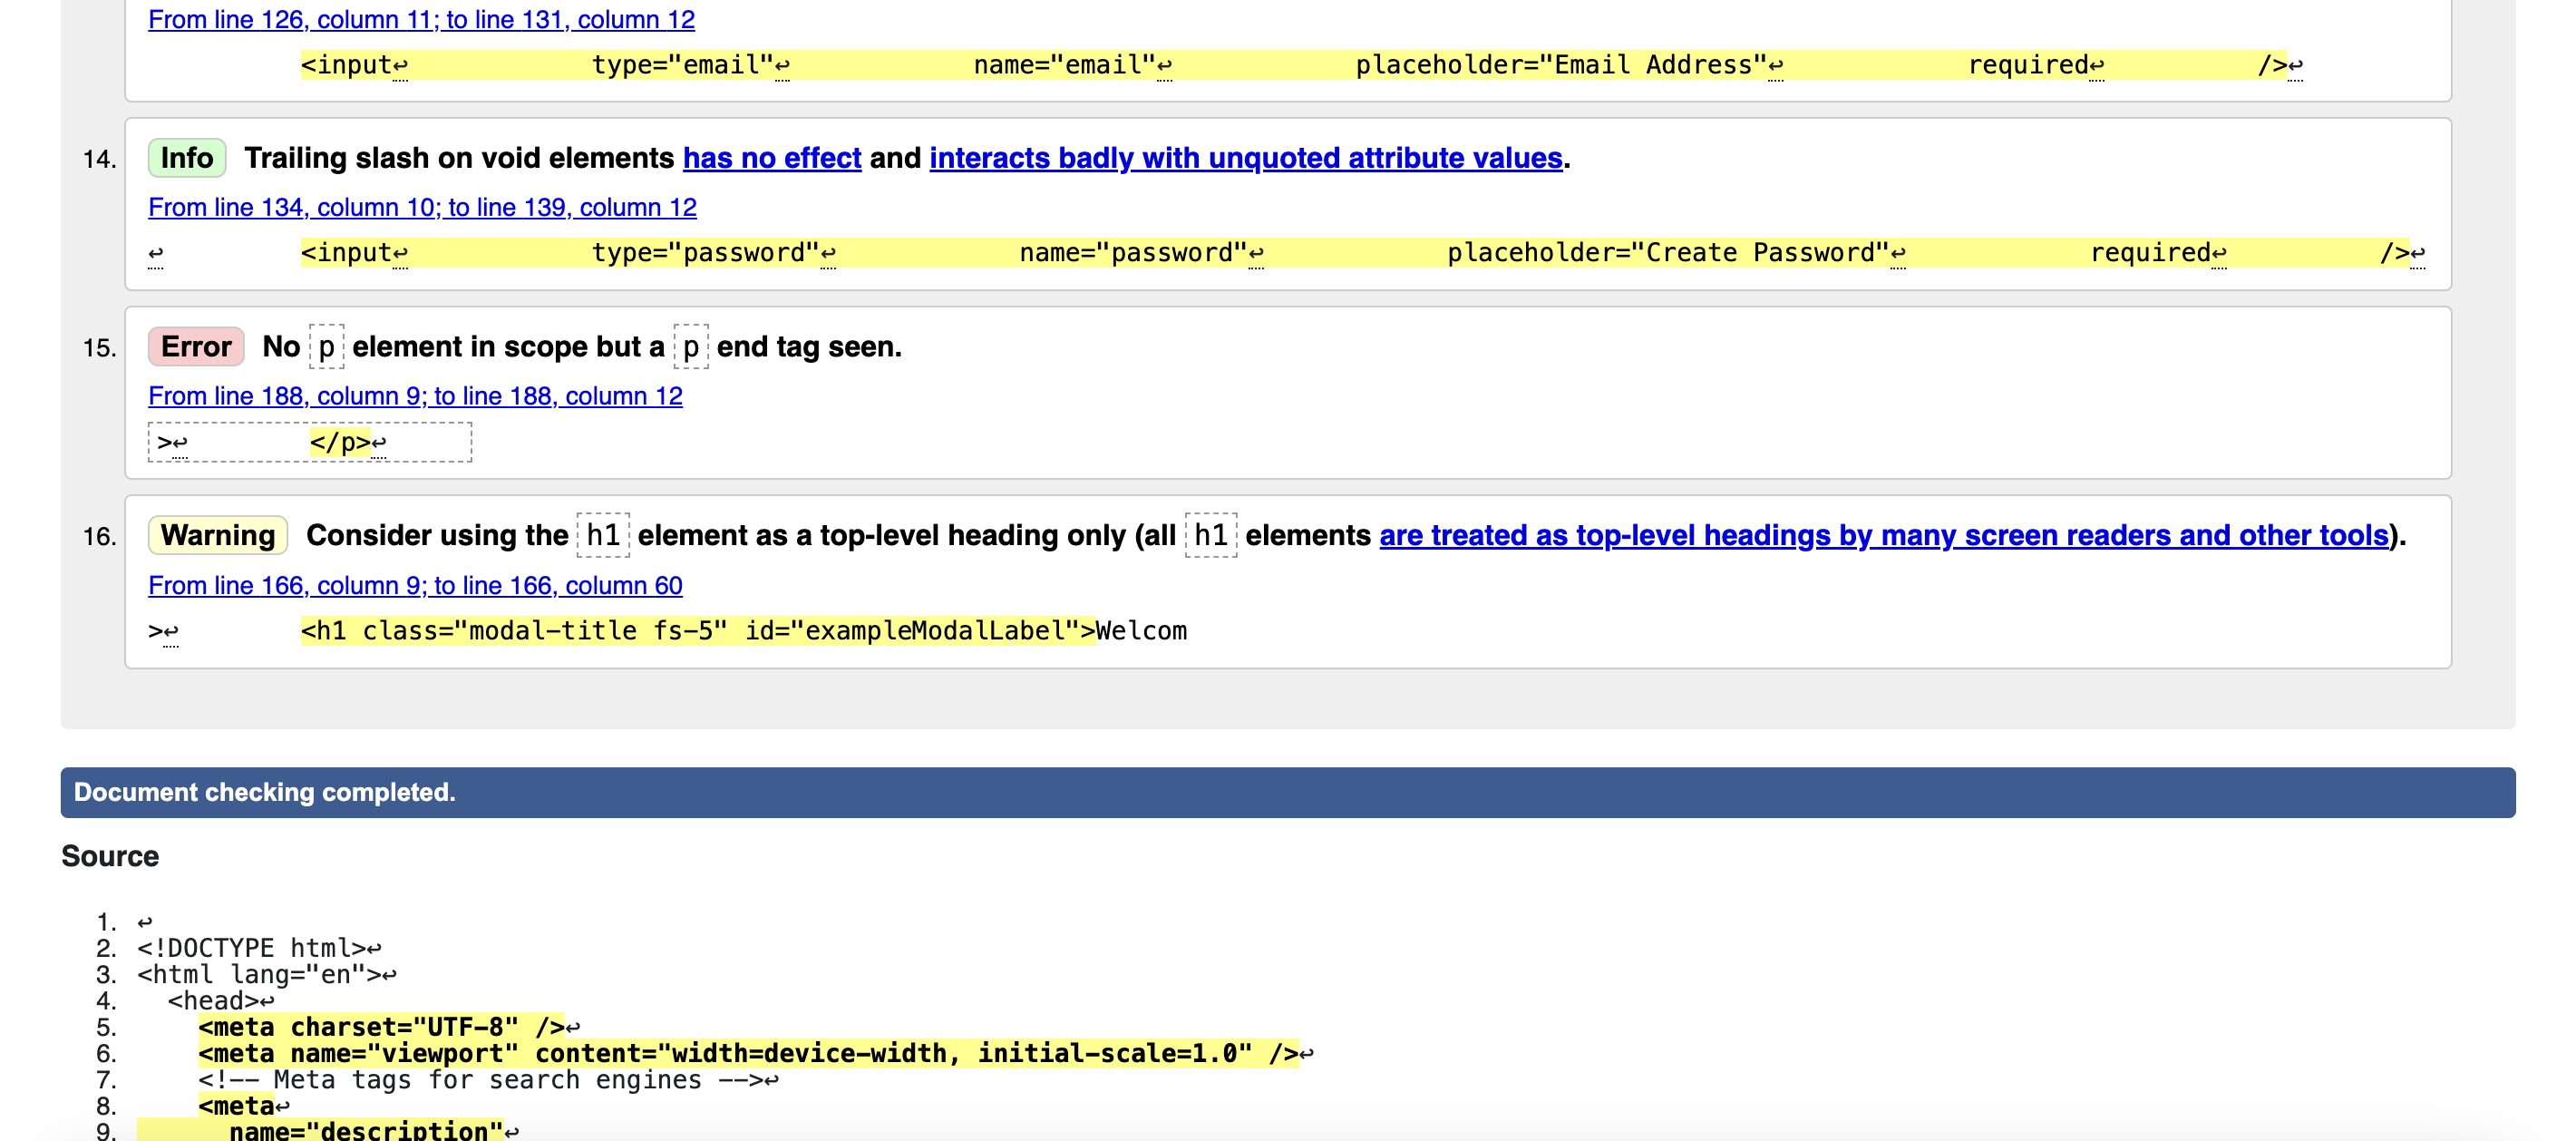 From line 126, column 11; to line 131, column 12
<input↩ type="email"↩ name="email"↩ placeholder="Email Address"↩ required↩ />↩
14. Info Trailing slash on void elements has no effect and interacts badly with unquoted attribute values.
From line 134, column 10; to line 139, column 12
↩ <input↩ type="password"↩ name="password"↩ placeholder="Create Password"↩ required↩ />↩
15. Error No p element in scope but a p end tag seen.
From line 188, column 9; to line 188, column 12
>↩ </p>↩
16. Warning Consider using the h1 element as a top-level heading only (all h1 elements are treated as top-level headings by many screen readers and other tools).
From line 166, column 9; to line 166, column 60
>↩ <h1 class="modal-title fs-5" id="exampleModalLabel">Welcom
Document checking completed.
Source
1. ↩
2. <!DOCTYPE html>↩
3. <html lang="en">↩
4. <head>↩
5. <meta charset="UTF-8" />↩
6. <meta name="viewport" content="width=device-width, initial-scale=1.0" />↩
7. <!-- Meta tags for search engines -->↩
8. <meta↩
9. name="description"↩